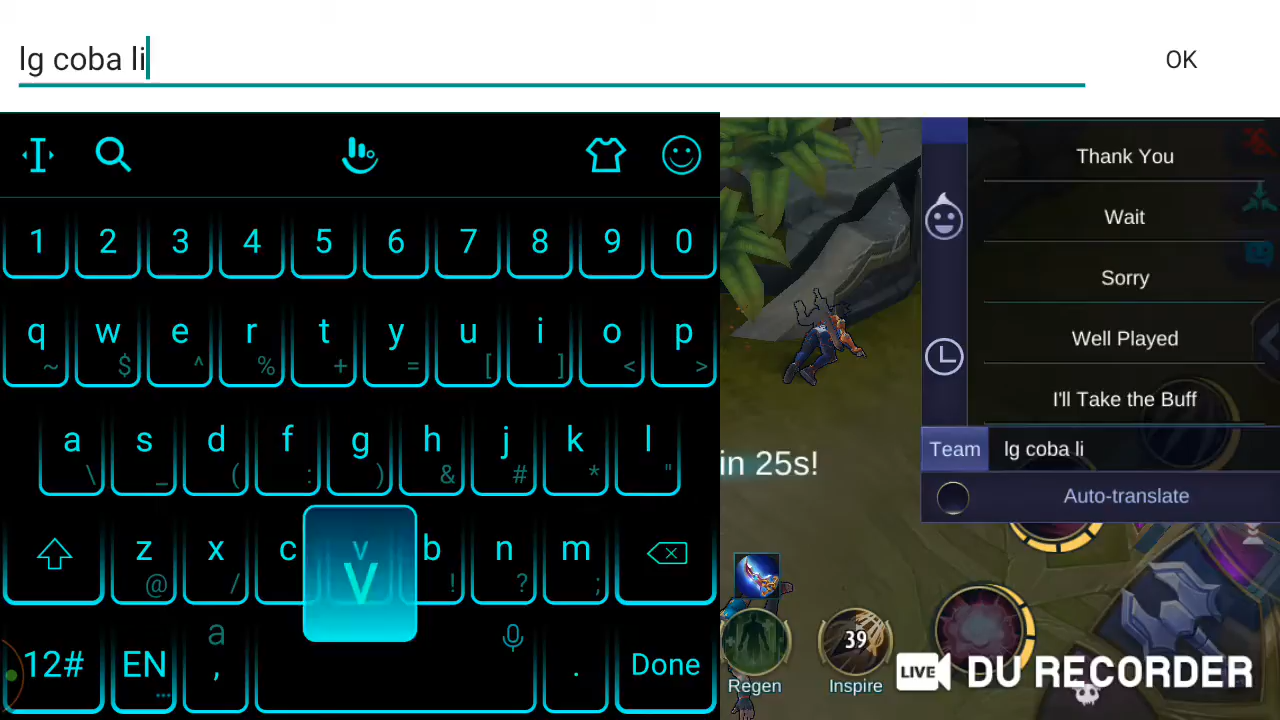 lg coba li
OK
1 2 3 4 5 6 7 8 9 0
q w e r t y u i o p
~ $ ^ % + = [ ] < >
a s d f g h j k l
\ _ ( : ) & # * "
z x c v b n m
V
@ / ! ? ;
a
12# EN , . Done
...
Thank You
Wait
Sorry
Well Played
I'll Take the Buff
Team lg coba li
Auto-translate
in 25s!
39
Regen Inspire
LIVE DU RECORDER